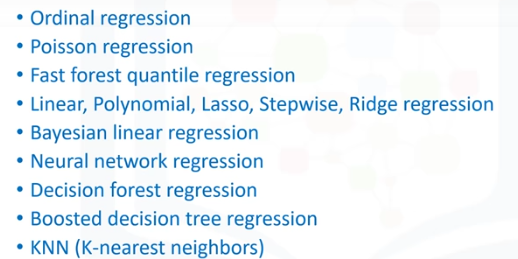 • Ordinal regression
• Poisson regression
• Fast forest quantile regression
• Linear, Polynomial, Lasso, Stepwise, Ridge regression
• Bayesian linear regression
• Neural network regression
• Decision forest regression
• Boosted decision tree regression
• KNN (K-nearest neighbors)